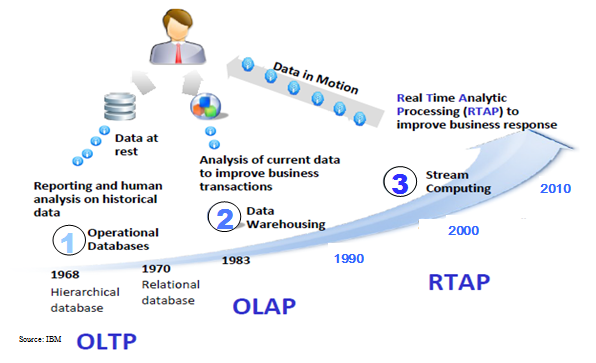 Data in Motion
Real Time Analytic
Processing (RTAP) to
improve business response
Data at
rest
Analysis of current data
to improve business
transactions
Reporting and human
analysis on historical
data
3
Stream
Computing
2010
2
Data
Warehousing
2000
1
Operational
Databases
1990
1983
1970
Relational
database
1968
Hierarchical
database
RTAP
OLAP
Source: IBM
OLTP